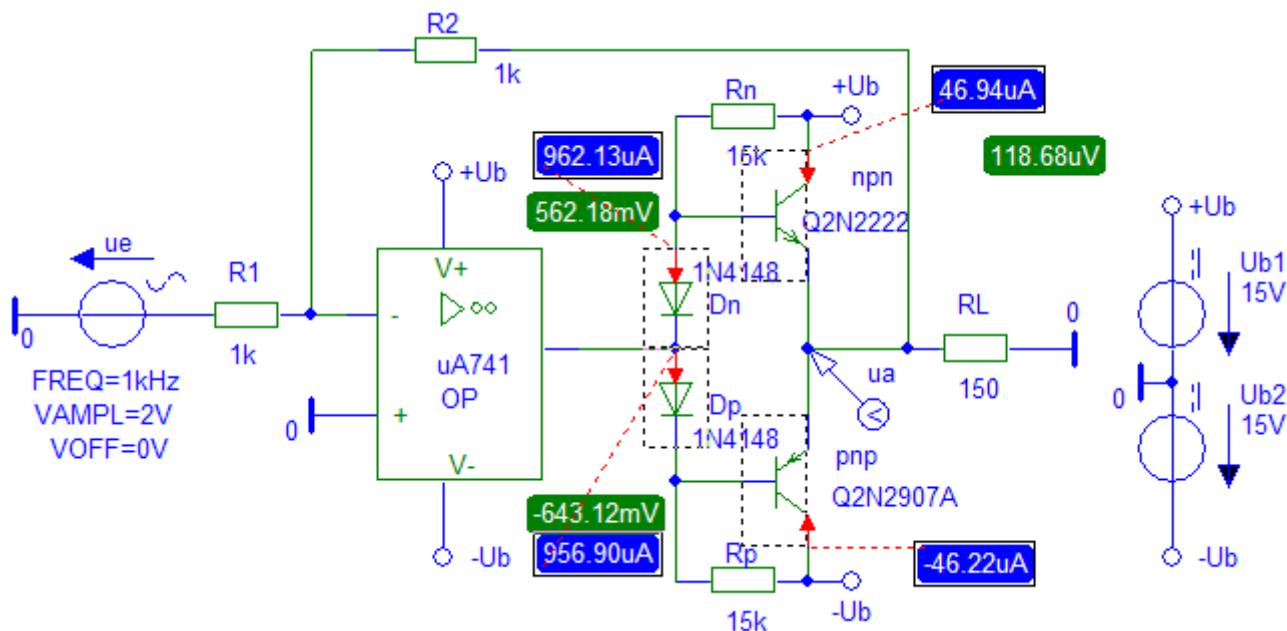 R2
1k
Rn
+Ub
46.94uA
962.13uA
15k
118.68uV
+Ub
562.18mV
npn
Q2N2222
+Ub
ue
R1
V+
1N4148
Dn
Ub1
15V
-
∞
RL
0
0
1k
uA741
OP
ua
150
0
FREQ=1kHz
VAMPL=2V
VOFF=0V
0
+
Dp
1N4148
Ub2
15V
V-
pnp
Q2N2907A
-643.12mV
-Ub
956.90uA
Rp
-46.22uA
15k
-Ub
-Ub